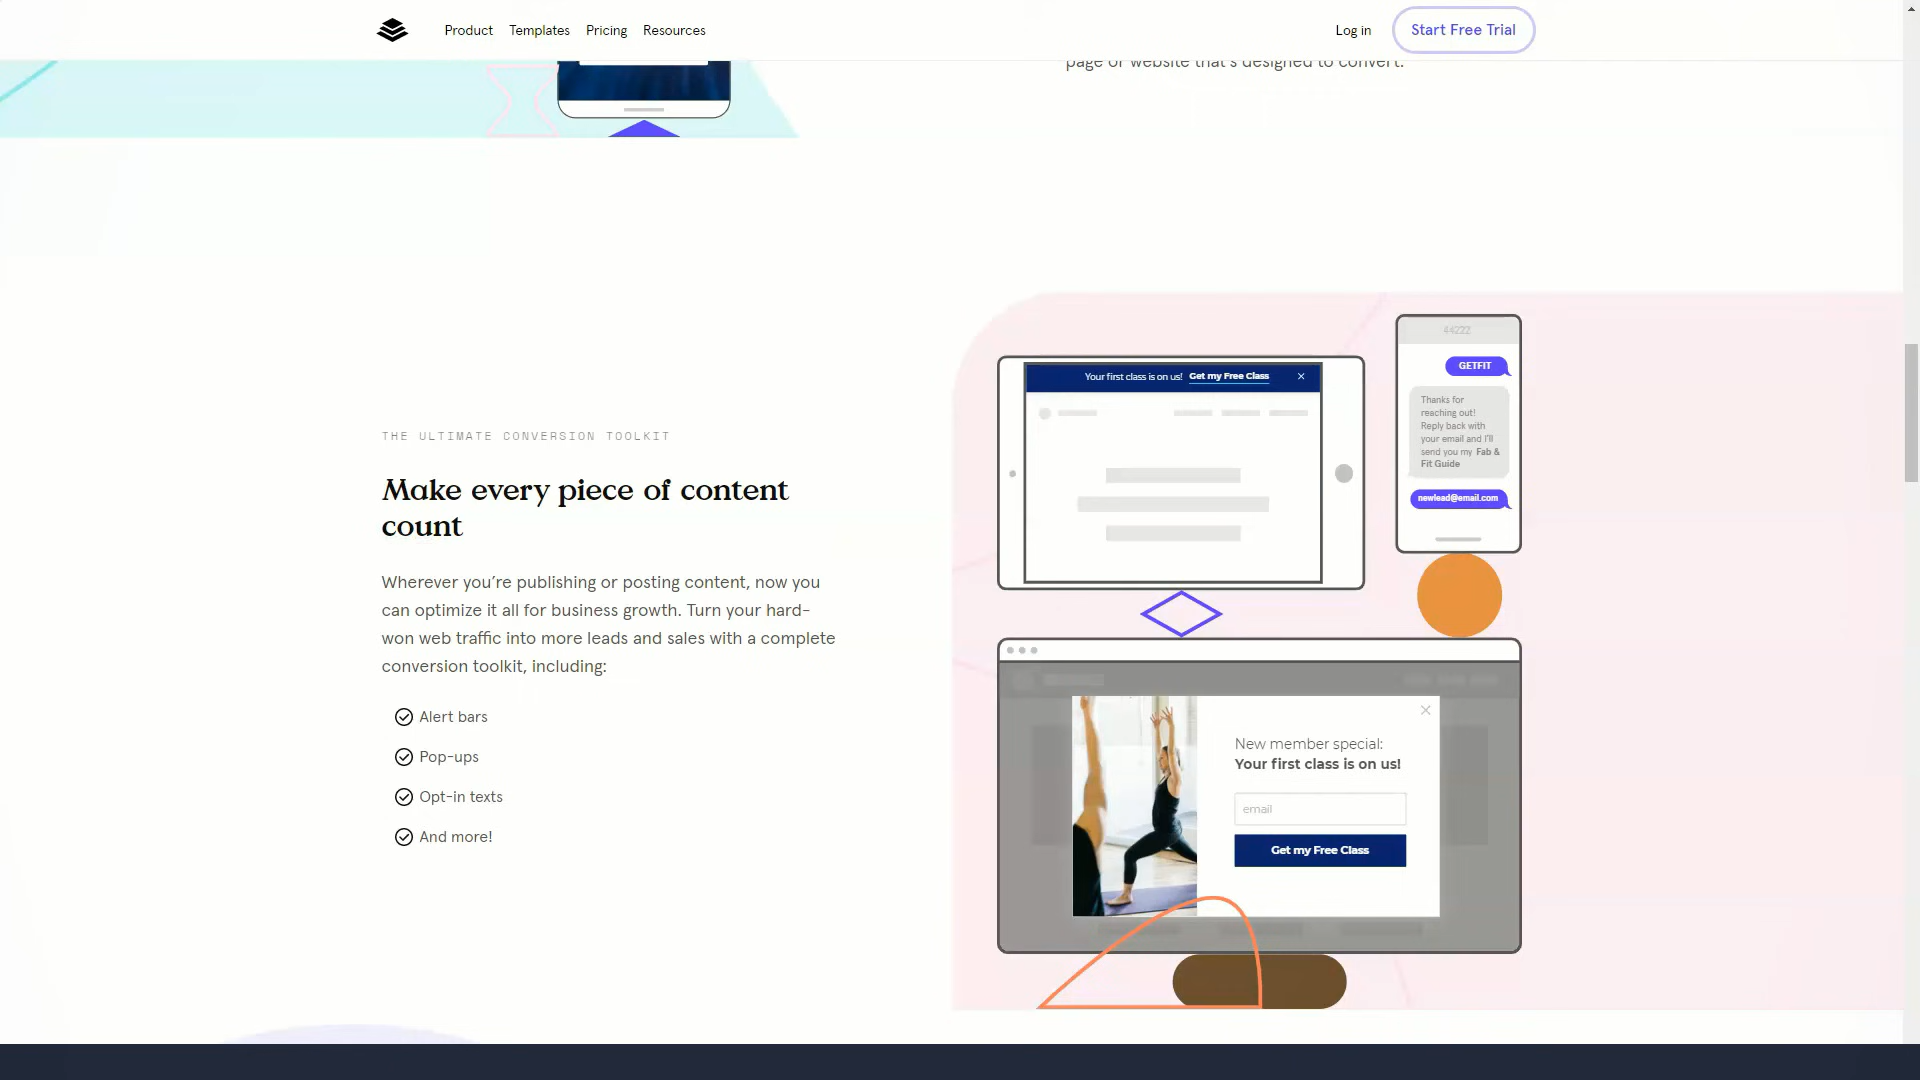 Product Templates Pricing Resources Log in Start Free Trial
page or website that's designed to convert.
THE ULTIMATE CONVERSION TOOLKIT
Make every piece of content
count
Wherever you’re publishing or posting content, now you
can optimize it all for business growth. Turn your hard-
won web traffic into more leads and sales with a complete
conversion toolkit, including:
Alert bars
Pop-ups
Opt-in texts
And more!
Your first class is on us! Get my Free Class
44222
GETFIT
Thanks for
reaching out!
Reply back with
your email and I'll
send you my Fab &
Fit Guide
newlead@email.com
New member special:
Your first class is on us!
email
Get my Free Class